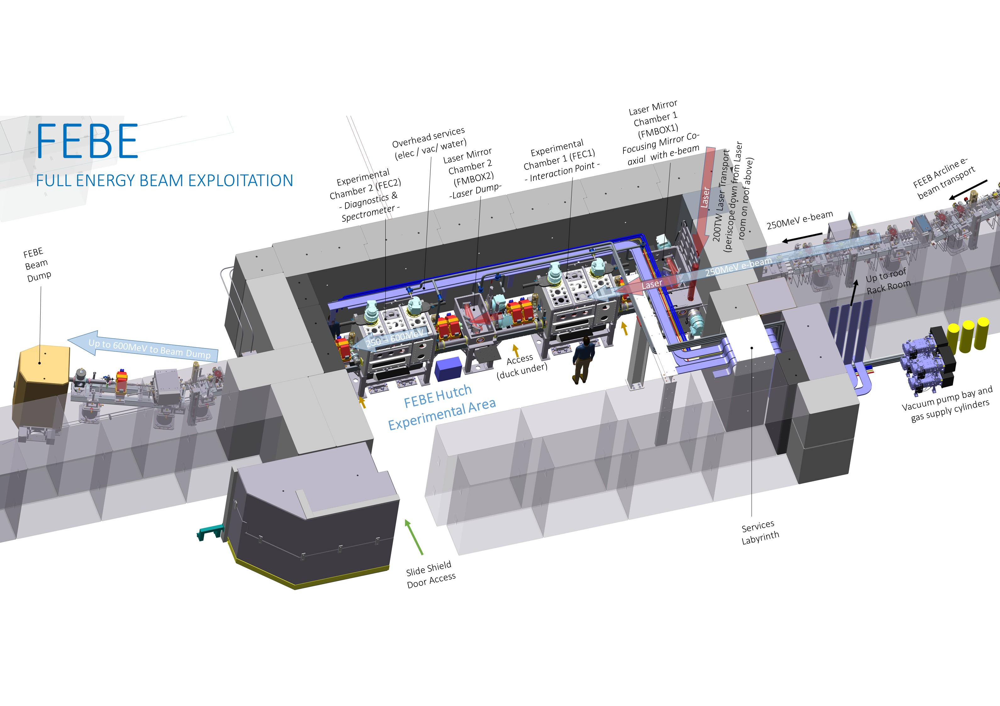 FEBE
FULL ENERGY BEAM EXPLOITATION
FEBE
Beam
Dump
Up to 600MeV to Beam Dump
Experimental
Chamber 2 (FEC2)
- Diagnostics &
Spectrometer -
Overhead services
(elec / vac/ water)
Laser Mirror
Chamber 2
(FMBOX2)
-Laser Dump-
Experimental
Chamber 1 (FEC1)
- Interaction Point -
Laser Mirror
Chamber 1
(FMBOX1)
Focusing Mirror Co-
axial with e-beam
Laser
200TW Laser Transport
(periscope down from Laser
room on roof above)
FEEB Arcline e-
beam transport
250MeV e-beam
250MeV e-beam
Laser
Up to roof
Rack Room
250 – 600MeV
Access
(duck under)
FEBE Hutch
Experimental Area
Vacuum pump bay and
gas supply cylinders
Services
Labyrinth
Slide Shield
Door Access